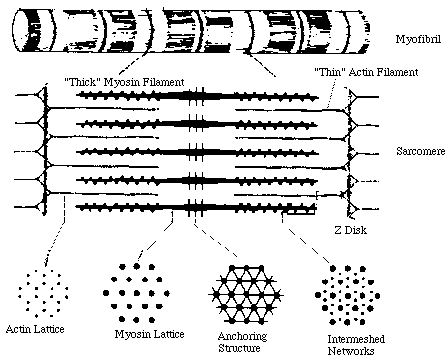 Myofibril
"Thick" Myosin Filament
"Thin" Actin Filament
Sarcomere
Z Disk
Actin Lattice
Myosin Lattice
Anchoring
Structure
Intermeshed
Networks